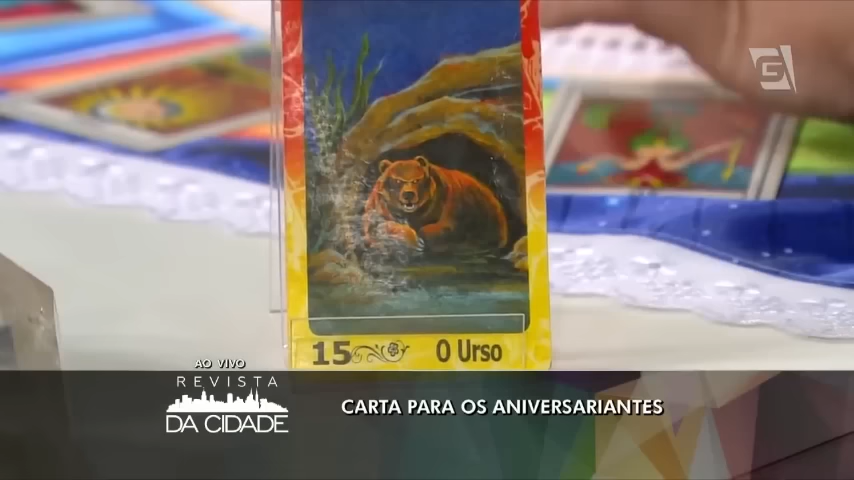 G
15 O Urso
AO VIVO
REVISTA
DA CIDADE
CARTA PARA OS ANIVERSARIANTES